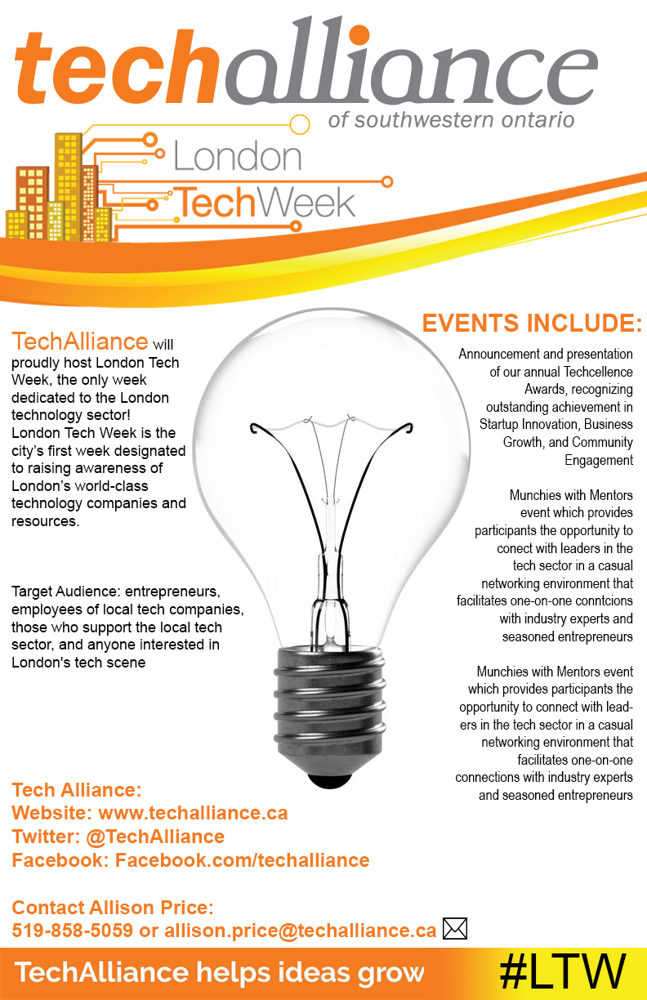 techalliance
of southwestern ontario
London
TechWeek
TechAlliance will
proudly host London Tech
Week, the only week
dedicated to the London
technology sector!
London Tech Week is the
city’s first week designated
to raising awareness of
London’s world-class
technology companies and
resources.
Target Audience: entrepreneurs,
employees of local tech companies,
those who support the local tech
sector, and anyone interested in
London's tech scene
EVENTS INCLUDE:
Announcement and presentation
of our annual Techcellence
Awards, recognizing
outstanding achievement in
Startup Innovation, Business
Growth, and Community
Engagement
Munchies with Mentors
event which provides
participants the opportunity to
conect with leaders in the
tech sector in a casual
networking environment that
facilitates one-on-one conntcions
with industry experts and
seasoned entrepreneurs
Munchies with Mentors event
which provides participants the
opportunity to connect with lead-
ers in the tech sector in a casual
networking environment that
facilitates one-on-one
connections with industry experts
and seasoned entrepreneurs
Tech Alliance:
Website: www.techalliance.ca
Twitter: @TechAlliance
Facebook: Facebook.com/techalliance
Contact Allison Price:
519-858-5059 or allison.price@techalliance.ca
TechAlliance helps ideas grow
#LTW